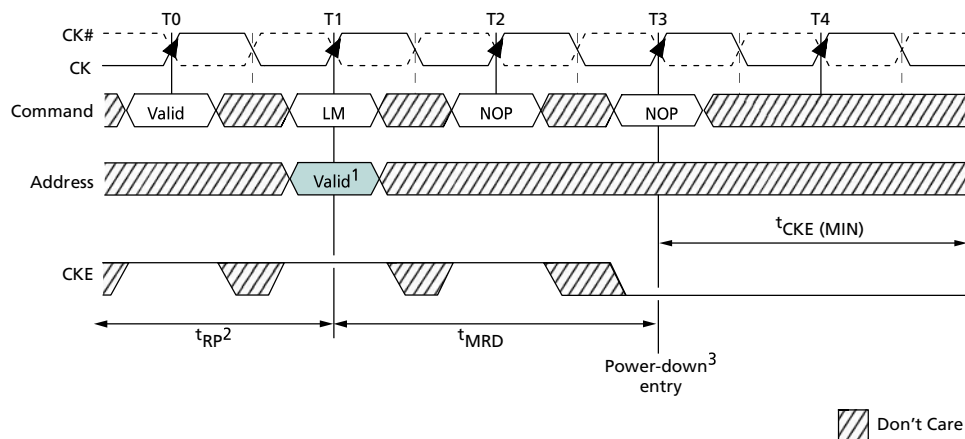 T0 T1 T2 T3 T4
CK#
CK
Command Valid LM NOP NOP
Address Valid1
tCKE (MIN)
CKE
tRP2 tMRD
Power-down3
entry
Don't Care